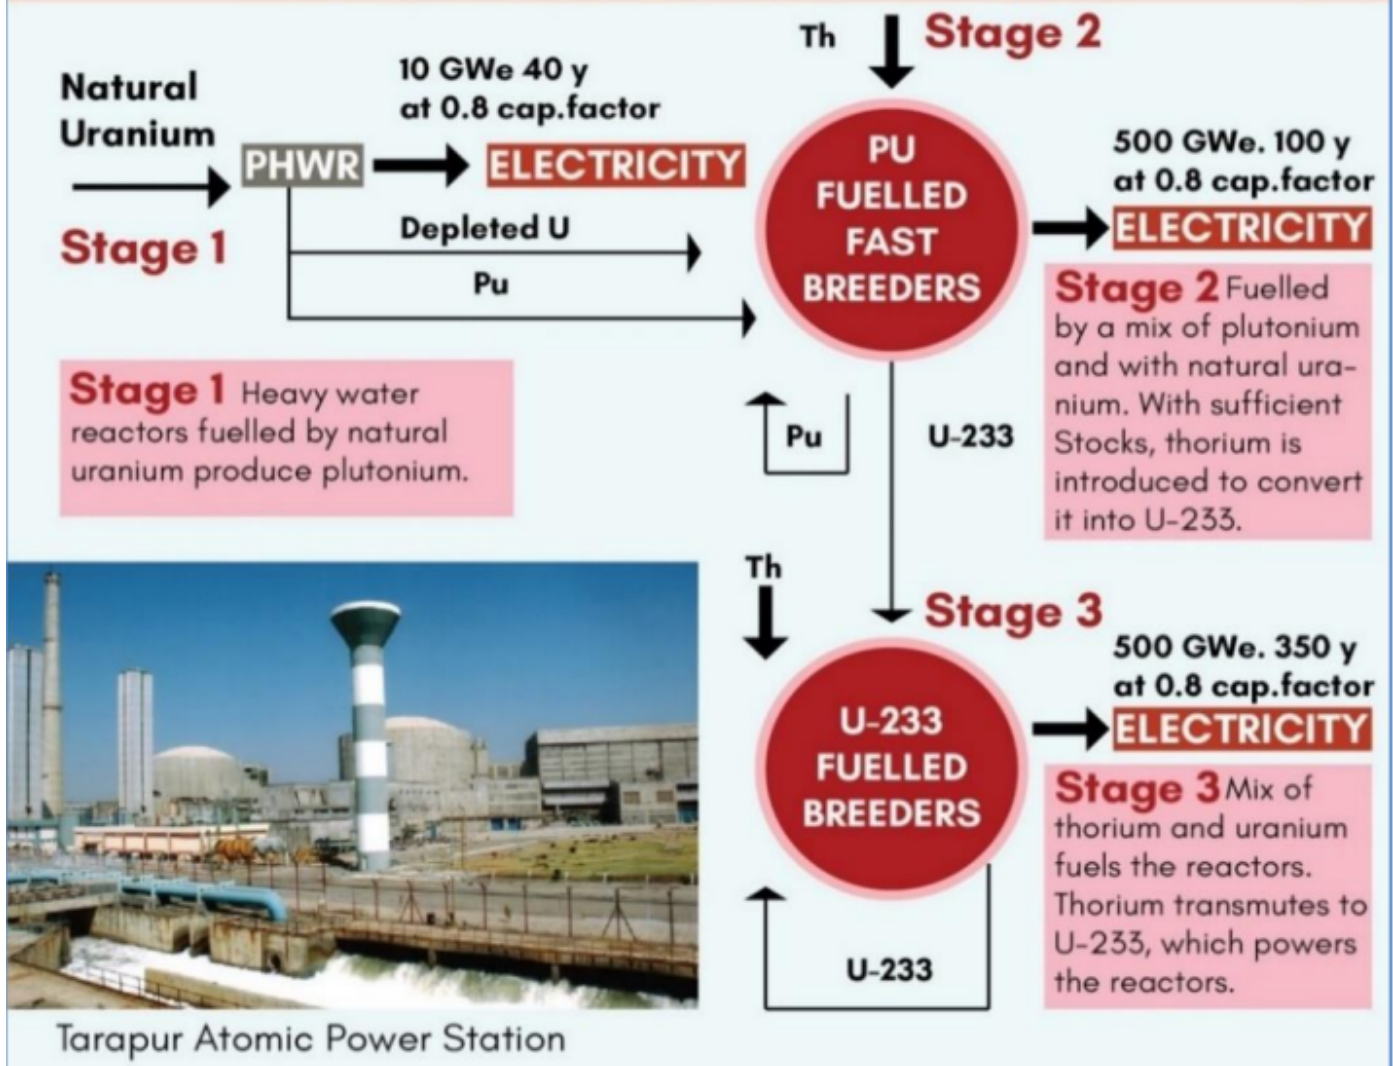 Natural
Uranium
Stage 1
PHWR
10 GWe 40 y
at 0.8 cap.factor
ELECTRICITY
Depleted U
Pu
Th
Stage 2
PU
FUELLED
FAST
BREEDERS
500 GWe. 100 y
at 0.8 cap.factor
ELECTRICITY
Stage 1 Heavy water
reactors fuelled by natural
uranium produce plutonium.
Stage 2 Fuelled
by a mix of plutonium
and with natural ura-
nium. With sufficient
Stocks, thorium is
introduced to convert
it into U-233.
Pu
U-233
Th
Stage 3
U-233
FUELLED
BREEDERS
500 GWe. 350 y
at 0.8 cap.factor
ELECTRICITY
Stage 3 Mix of
thorium and uranium
fuels the reactors.
Thorium transmutes to
U-233, which powers
the reactors.
U-233
Tarapur Atomic Power Station